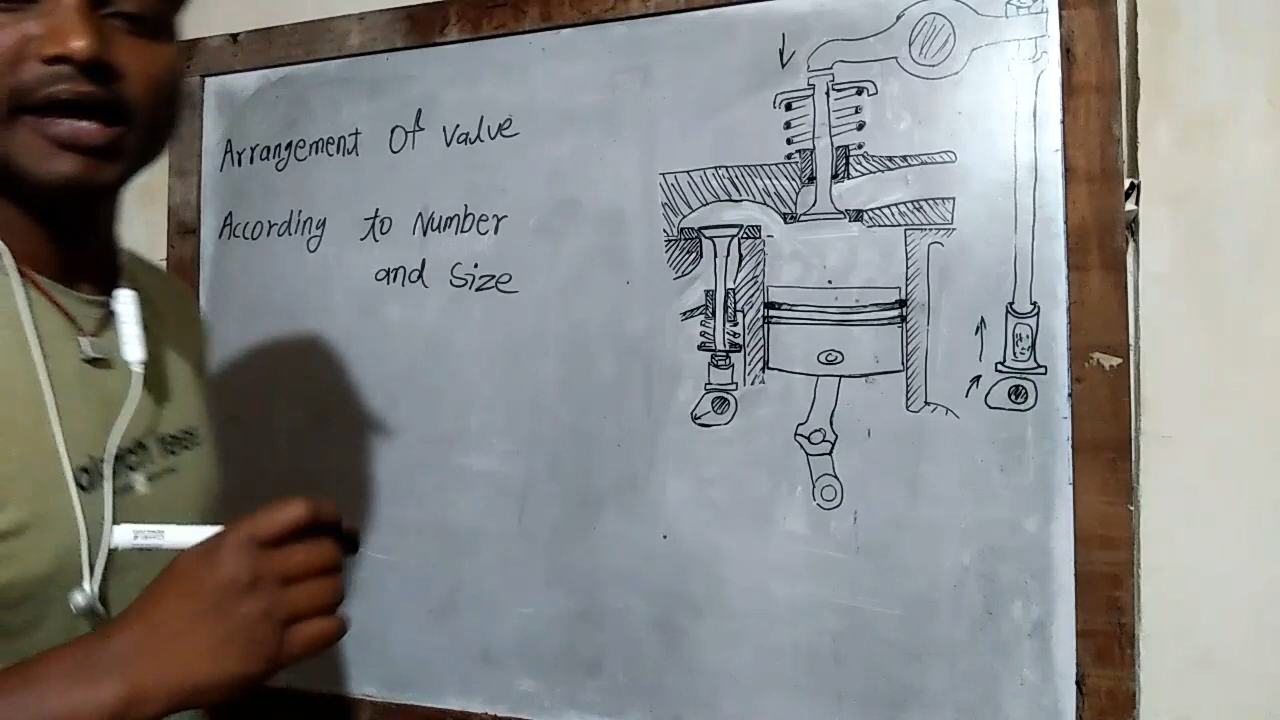 Arrangement Of Valve
According to Number
and Size